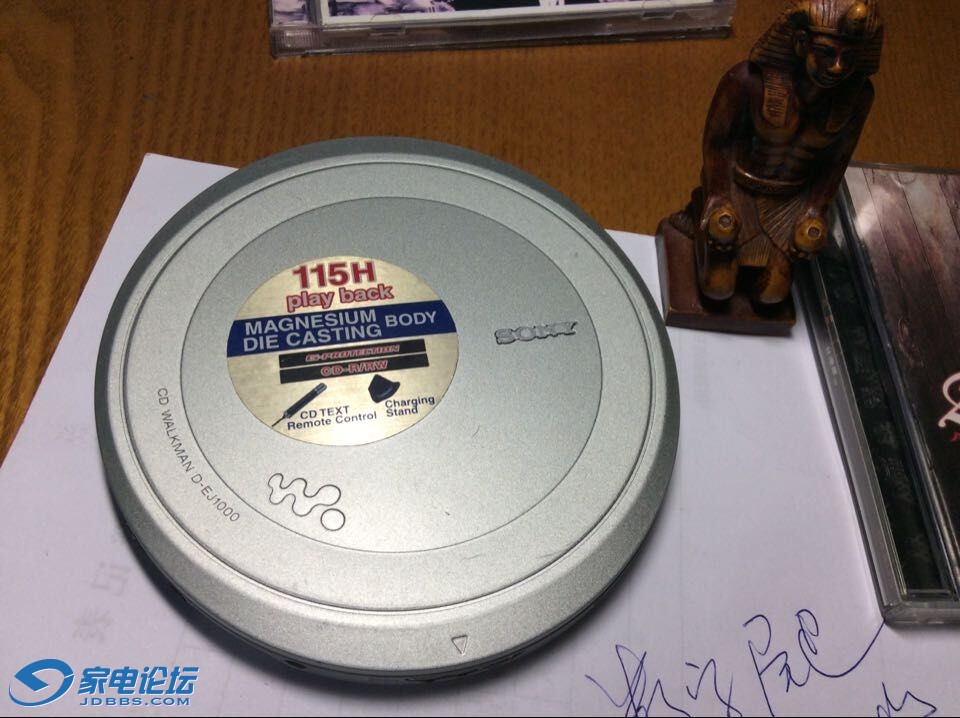 115H
play back
MAGNESIUM BODY
DIE CASTING
G-PROTECTION
CD-R/RW
CD TEXT
Remote Control
Charging
Stand
SONY
CD WALKMAN D-EJ1000
家电论坛
JDBBS.COM